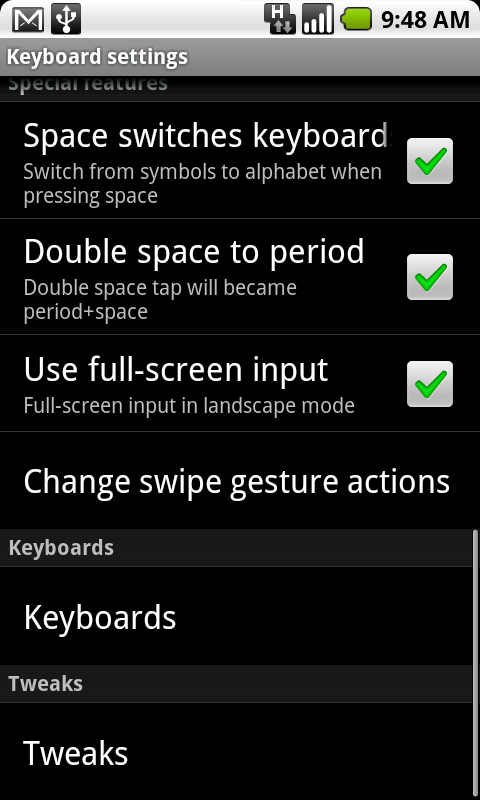 H
9:48 AM
Keyboard settings
Special features
Space switches keyboard
Switch from symbols to alphabet when
pressing space
Double space to period
Double space tap will became
period+space
Use full-screen input
Full-screen input in landscape mode
Change swipe gesture actions
Keyboards
Keyboards
Tweaks
Tweaks